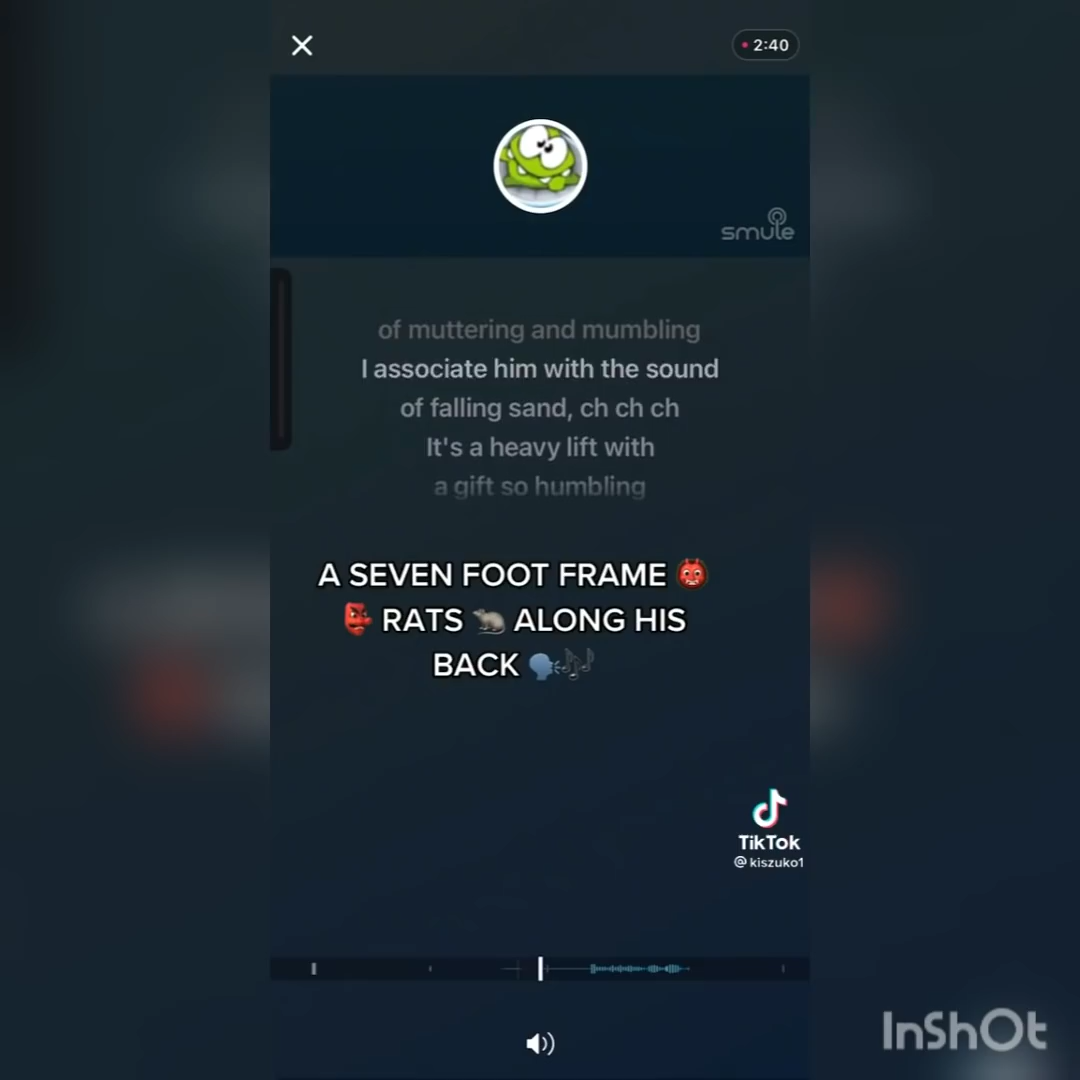 2:40
smule
of muttering and mumbling
I associate him with the sound
of falling sand, ch ch ch
It's a heavy lift with
a gift so humbling
A SEVEN FOOT FRAME 👹
👺 RATS 🐀 ALONG HIS
BACK 🗣️🎶
TikTok
@kiszuko1
InShOt